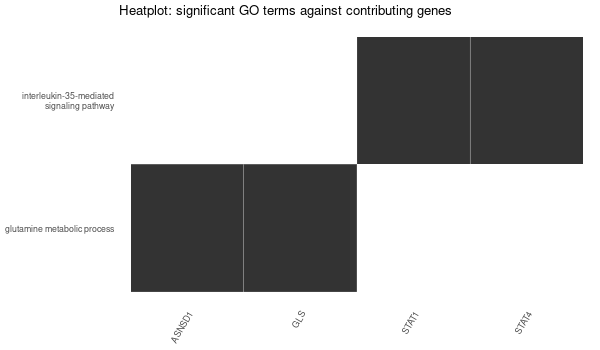 Heatplot: significant GO terms against contributing genes
interleukin-35-mediated
signaling pathway
glutamine metabolic process
ASNSD1
GLS
STAT1
STAT4